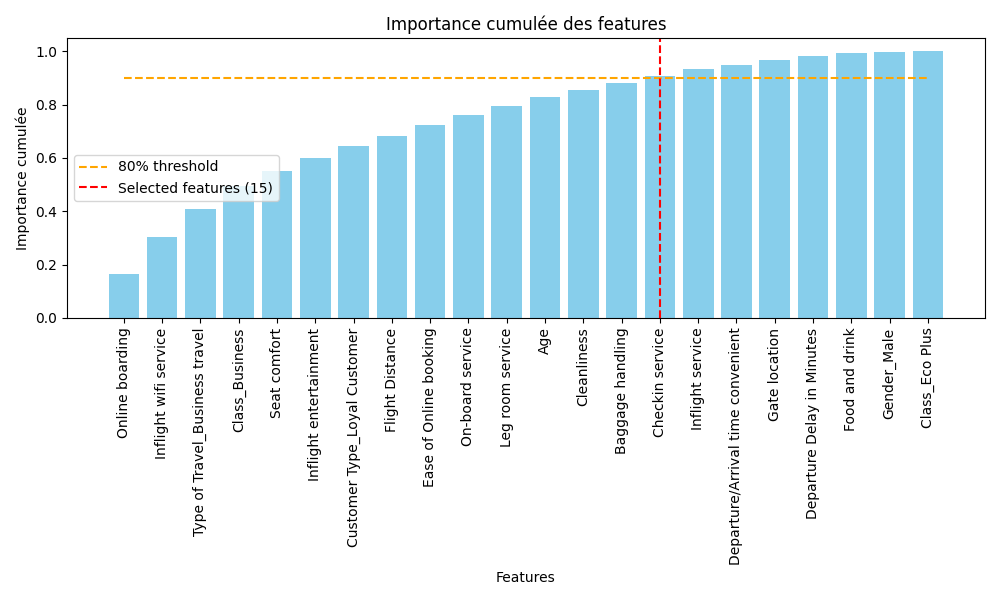 Importance cumulée des features
Importance cumulée
1.0
0.8
0.6
0.4
0.2
0.0
80% threshold
Selected features (15)
Online boarding
Inflight wifi service
Type of Travel_Business travel
Class_Business
Seat comfort
Inflight entertainment
Customer Type_Loyal Customer
Flight Distance
Ease of Online booking
On-board service
Leg room service
Age
Cleanliness
Baggage handling
Checkin service
Inflight service
Departure/Arrival time convenient
Gate location
Departure Delay in Minutes
Food and drink
Gender_Male
Class_Eco Plus
Features